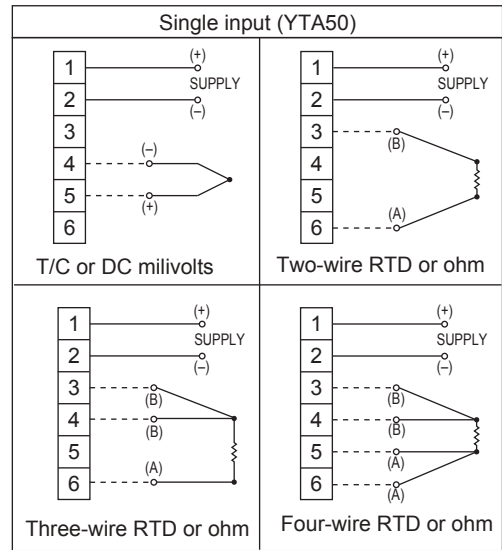 Single input (YTA50)
1
2
3
4
5
6
(+)
SUPPLY
(–)
(–)
(+)
T/C or DC milivolts
1
2
3
4
5
6
(+)
SUPPLY
(–)
(B)
(A)
Two-wire RTD or ohm
1
2
3
4
5
6
(+)
SUPPLY
(–)
(B)
(B)
(A)
Three-wire RTD or ohm
1
2
3
4
5
6
(+)
SUPPLY
(–)
(B)
(B)
(A)
(A)
Four-wire RTD or ohm